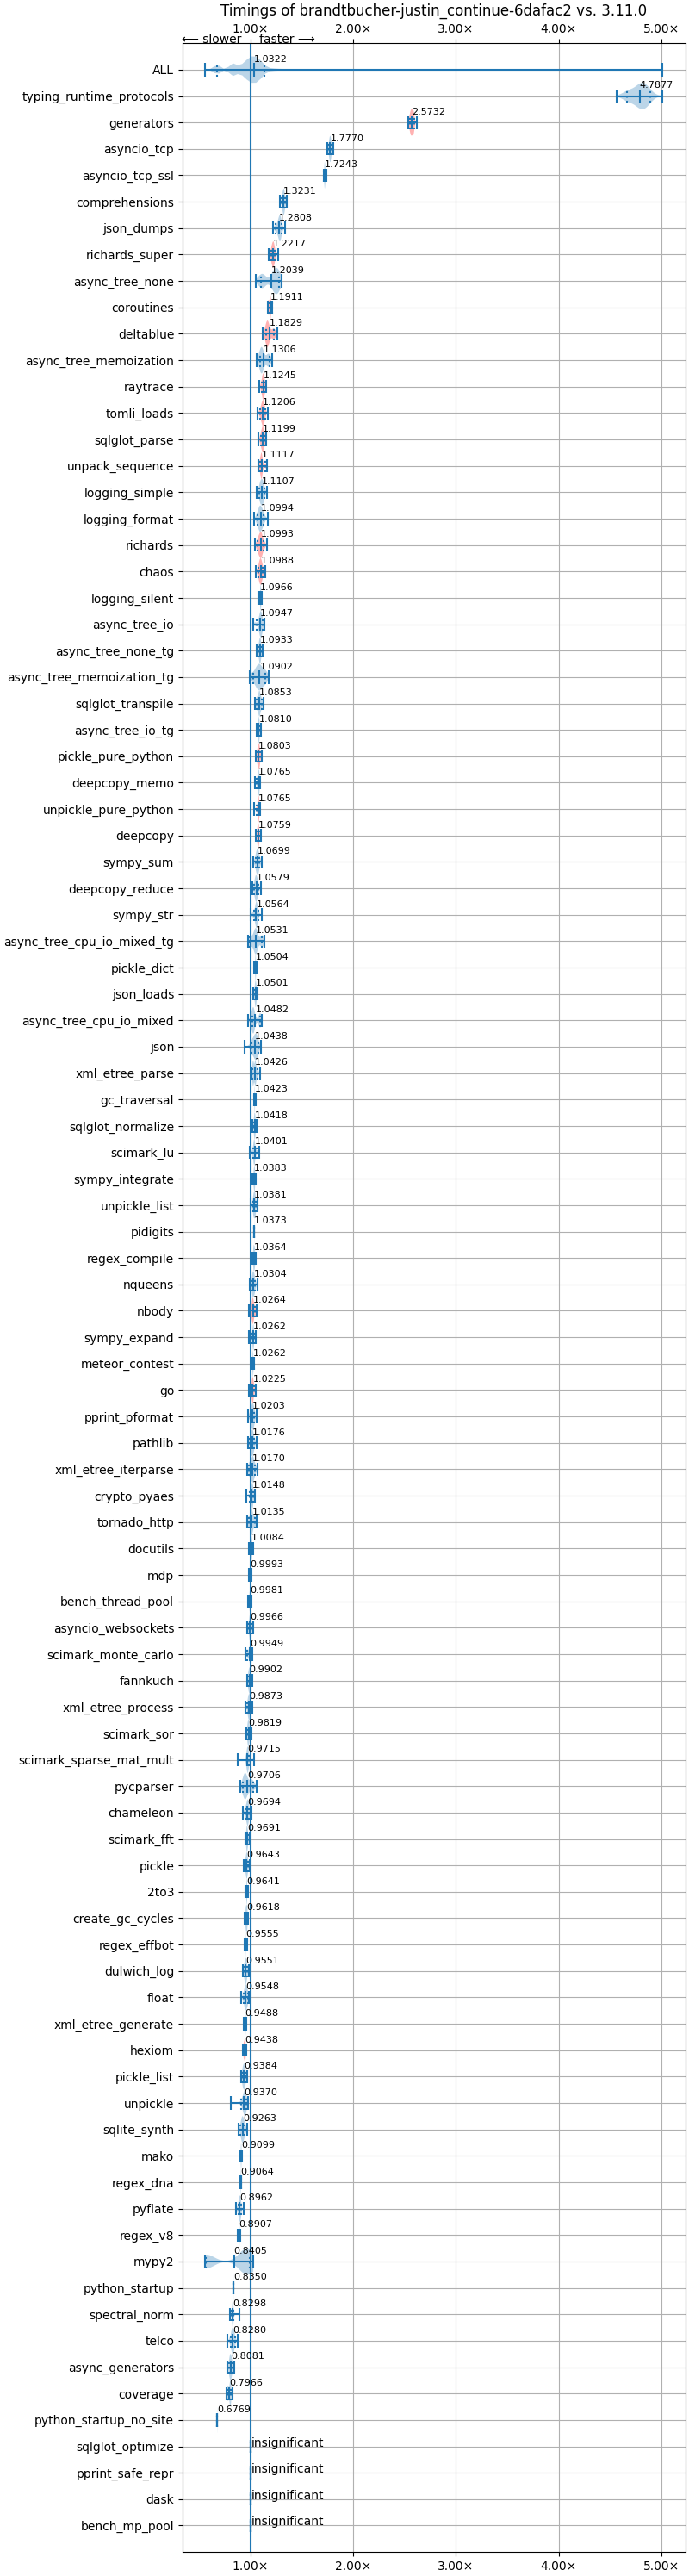 Timings of brandtbucher-justin_continue-6dafac2 vs. 3.11.0
1.00× 2.00× 3.00× 4.00× 5.00×
⟵ slower faster ⟶
ALL 1.0322
typing_runtime_protocols 4.7877
generators 2.5732
asyncio_tcp 1.7770
asyncio_tcp_ssl 1.7243
comprehensions 1.3231
json_dumps 1.2808
richards_super 1.2217
async_tree_none 1.2039
coroutines 1.1911
deltablue 1.1829
async_tree_memoization 1.1306
raytrace 1.1245
tomli_loads 1.1206
sqlglot_parse 1.1199
unpack_sequence 1.1117
logging_simple 1.1107
logging_format 1.0994
richards 1.0993
chaos 1.0988
logging_silent 1.0966
async_tree_io 1.0947
async_tree_none_tg 1.0933
async_tree_memoization_tg 1.0902
sqlglot_transpile 1.0853
async_tree_io_tg 1.0810
pickle_pure_python 1.0803
deepcopy_memo 1.0765
unpickle_pure_python 1.0765
deepcopy 1.0759
sympy_sum 1.0699
deepcopy_reduce 1.0579
sympy_str 1.0564
async_tree_cpu_io_mixed_tg 1.0531
pickle_dict 1.0504
json_loads 1.0501
async_tree_cpu_io_mixed 1.0482
json 1.0438
xml_etree_parse 1.0426
gc_traversal 1.0423
sqlglot_normalize 1.0418
scimark_lu 1.0401
sympy_integrate 1.0383
unpickle_list 1.0381
pidigits 1.0373
regex_compile 1.0364
nqueens 1.0304
nbody 1.0264
sympy_expand 1.0262
meteor_contest 1.0262
go 1.0225
pprint_pformat 1.0203
pathlib 1.0176
xml_etree_iterparse 1.0170
crypto_pyaes 1.0148
tornado_http 1.0135
docutils 1.0084
mdp 0.9993
bench_thread_pool 0.9981
asyncio_websockets 0.9966
scimark_monte_carlo 0.9949
fannkuch 0.9902
xml_etree_process 0.9873
scimark_sor 0.9819
scimark_sparse_mat_mult 0.9715
pycparser 0.9706
chameleon 0.9694
scimark_fft 0.9691
pickle 0.9643
2to3 0.9641
create_gc_cycles 0.9618
regex_effbot 0.9555
dulwich_log 0.9551
float 0.9548
xml_etree_generate 0.9488
hexiom 0.9438
pickle_list 0.9384
unpickle 0.9370
sqlite_synth 0.9263
mako 0.9099
regex_dna 0.9064
pyflate 0.8962
regex_v8 0.8907
mypy2 0.8405
python_startup 0.8350
spectral_norm 0.8298
telco 0.8280
async_generators 0.8081
coverage 0.7966
python_startup_no_site 0.6769
sqlglot_optimize insignificant
pprint_safe_repr insignificant
dask insignificant
bench_mp_pool insignificant
1.00× 2.00× 3.00× 4.00× 5.00×